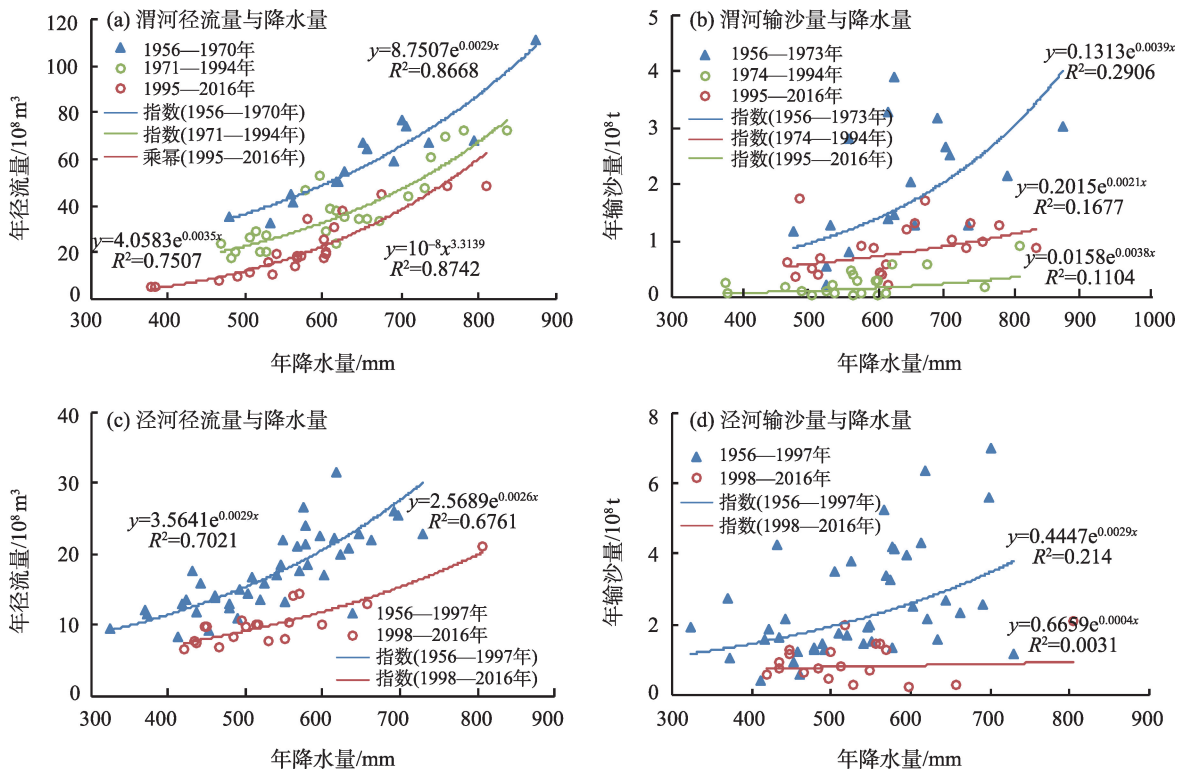 (a) 渭河径流量与降水量
1956—1970年
1971—1994年
1995—2016年
指数(1956—1970年)
指数(1971—1994年)
乘幂(1995—2016年)
y=8.7507e^0.0029x
R²=0.8668
y=4.0583e^0.0035x
R²=0.7507
y=10^-8x^3.3139
R²=0.8742
120
100
80
60
40
20
0
年径流量/10⁸ m³
300 400 500 600 700 800 900
年降水量/mm
(b) 渭河输沙量与降水量
1956—1973年
1974—1994年
1995—2016年
指数(1956—1973年)
指数(1974—1994年)
指数(1995—2016年)
y=0.1313e^0.0039x
R²=0.2906
y=0.2015e^0.0021x
R²=0.1677
y=0.0158e^0.0038x
R²=0.1104
5
4
3
2
1
0
年输沙量/10⁸ t
300 400 500 600 700 800 900 1000
年降水量/mm
(c) 泾河径流量与降水量
y=3.5641e^0.0029x
R²=0.7021
y=2.5689e^0.0026x
R²=0.6761
1956—1997年
1998—2016年
指数(1956—1997年)
指数(1998—2016年)
40
30
20
10
0
年径流量/10⁸ m³
300 400 500 600 700 800 900
年降水量/mm
(d) 泾河输沙量与降水量
1956—1997年
1998—2016年
指数(1956—1997年)
指数(1998—2016年)
y=0.4447e^0.0029x
R²=0.214
y=0.6659e^0.0004x
R²=0.0031
8
6
4
2
0
年输沙量/10⁸ t
300 400 500 600 700 800 900
年降水量/mm